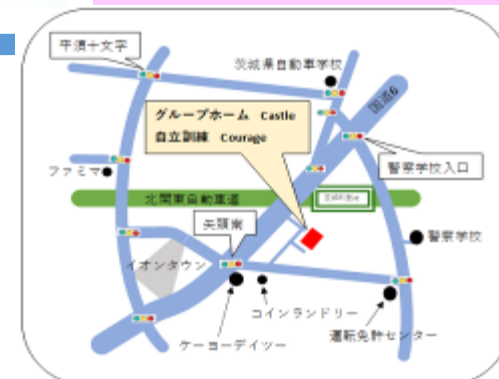 平須十文字
茨城県自動車学校
国道6
グループホーム Castle
自立訓練 Courage
警察学校入口
ファミマ
北関東自動車道
矢頭南
警察学校
イオンタウン
コインランドリー
運転免許センター
ケーヨーデイツー